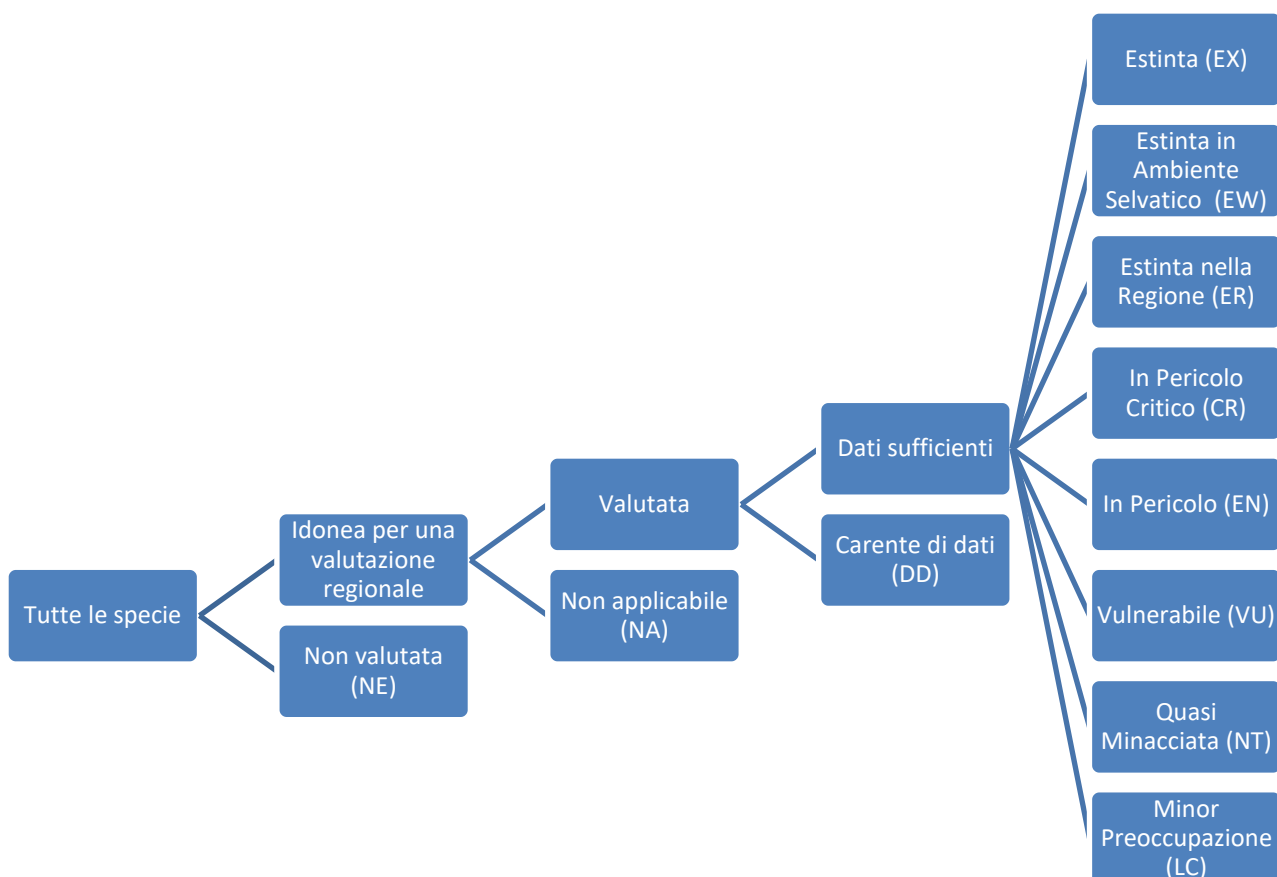 Tutte le specie
Idonea per una
valutazione
regionale
Non valutata
(NE)
Valutata
Non applicabile
(NA)
Dati sufficienti
Carente di dati
(DD)
Estinta (EX)
Estinta in
Ambiente
Selvatico (EW)
Estinta nella
Regione (ER)
In Pericolo
Critico (CR)
In Pericolo (EN)
Vulnerabile (VU)
Quasi
Minacciata (NT)
Minor
Preoccupazione
(LC)